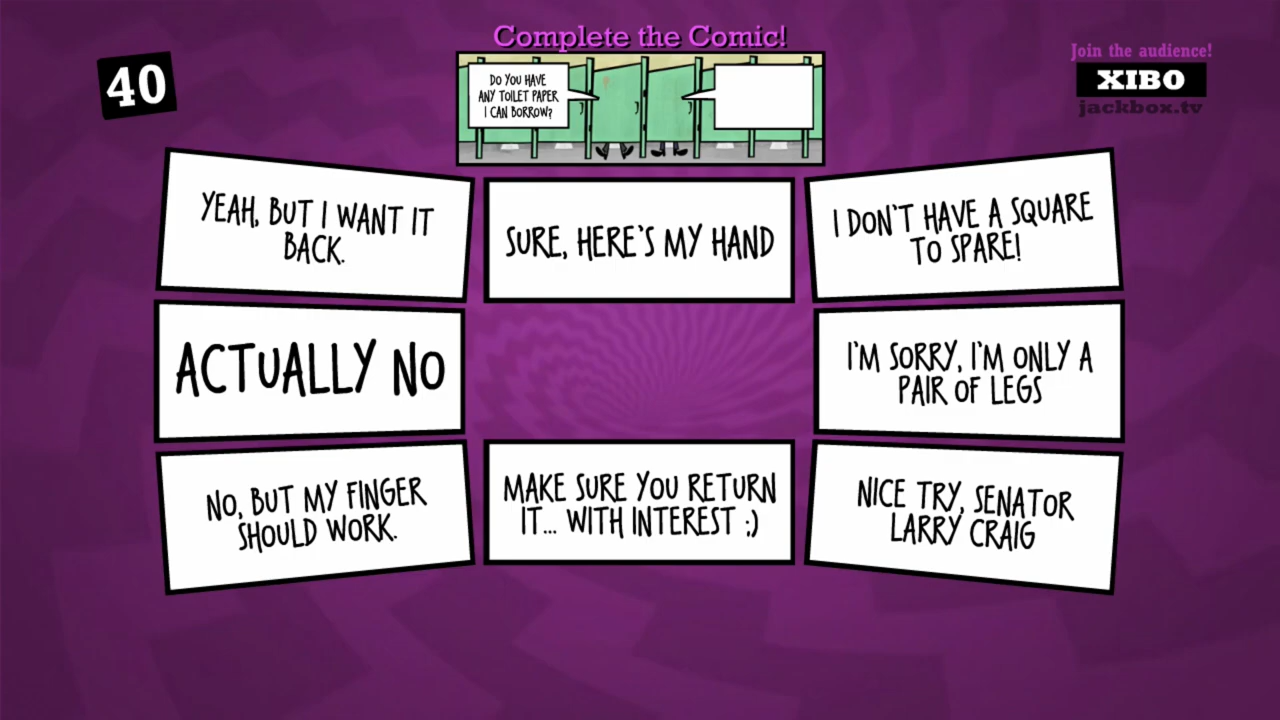 Complete the Comic!
40
DO YOU HAVE
ANY TOILET PAPER
I CAN BORROW?
Join the audience!
XIBO
jackbox.tv
YEAH, BUT I WANT IT
BACK.
SURE, HERE'S MY HAND
I DON'T HAVE A SQUARE
TO SPARE!
ACTUALLY NO
I'M SORRY, I'M ONLY A
PAIR OF LEGS
NO, BUT MY FINGER
SHOULD WORK.
MAKE SURE YOU RETURN
IT... WITH INTEREST :)
NICE TRY, SENATOR
LARRY CRAIG